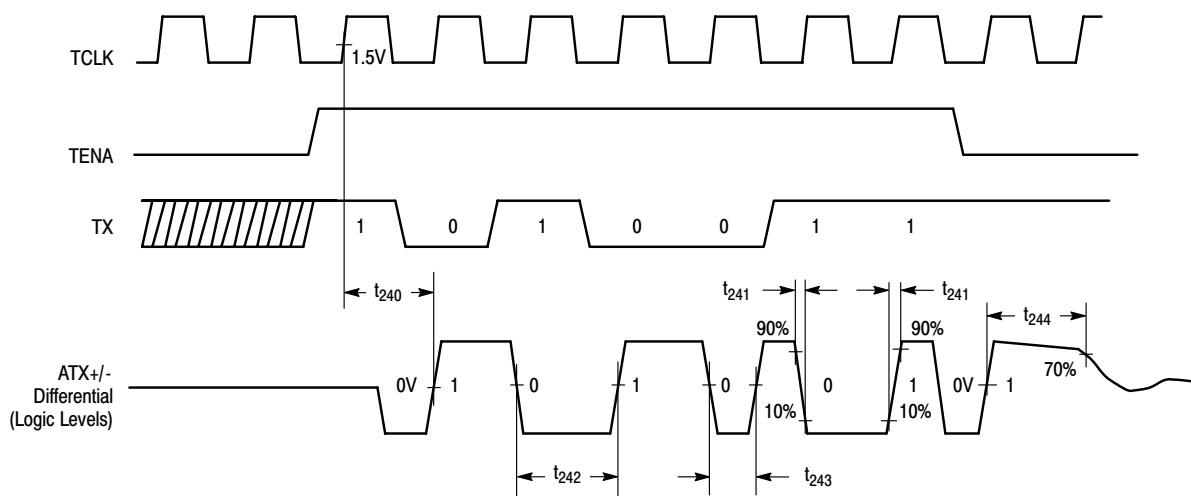 TCLK
1.5V
TENA
TX
1 0 1 0 0 1 1
t240
t241
t241
t244
90%
90%
70%
ATX+/-
Differential
(Logic Levels)
0V 1 0 1 0 0 1 0V 1
10%
10%
t242
t243